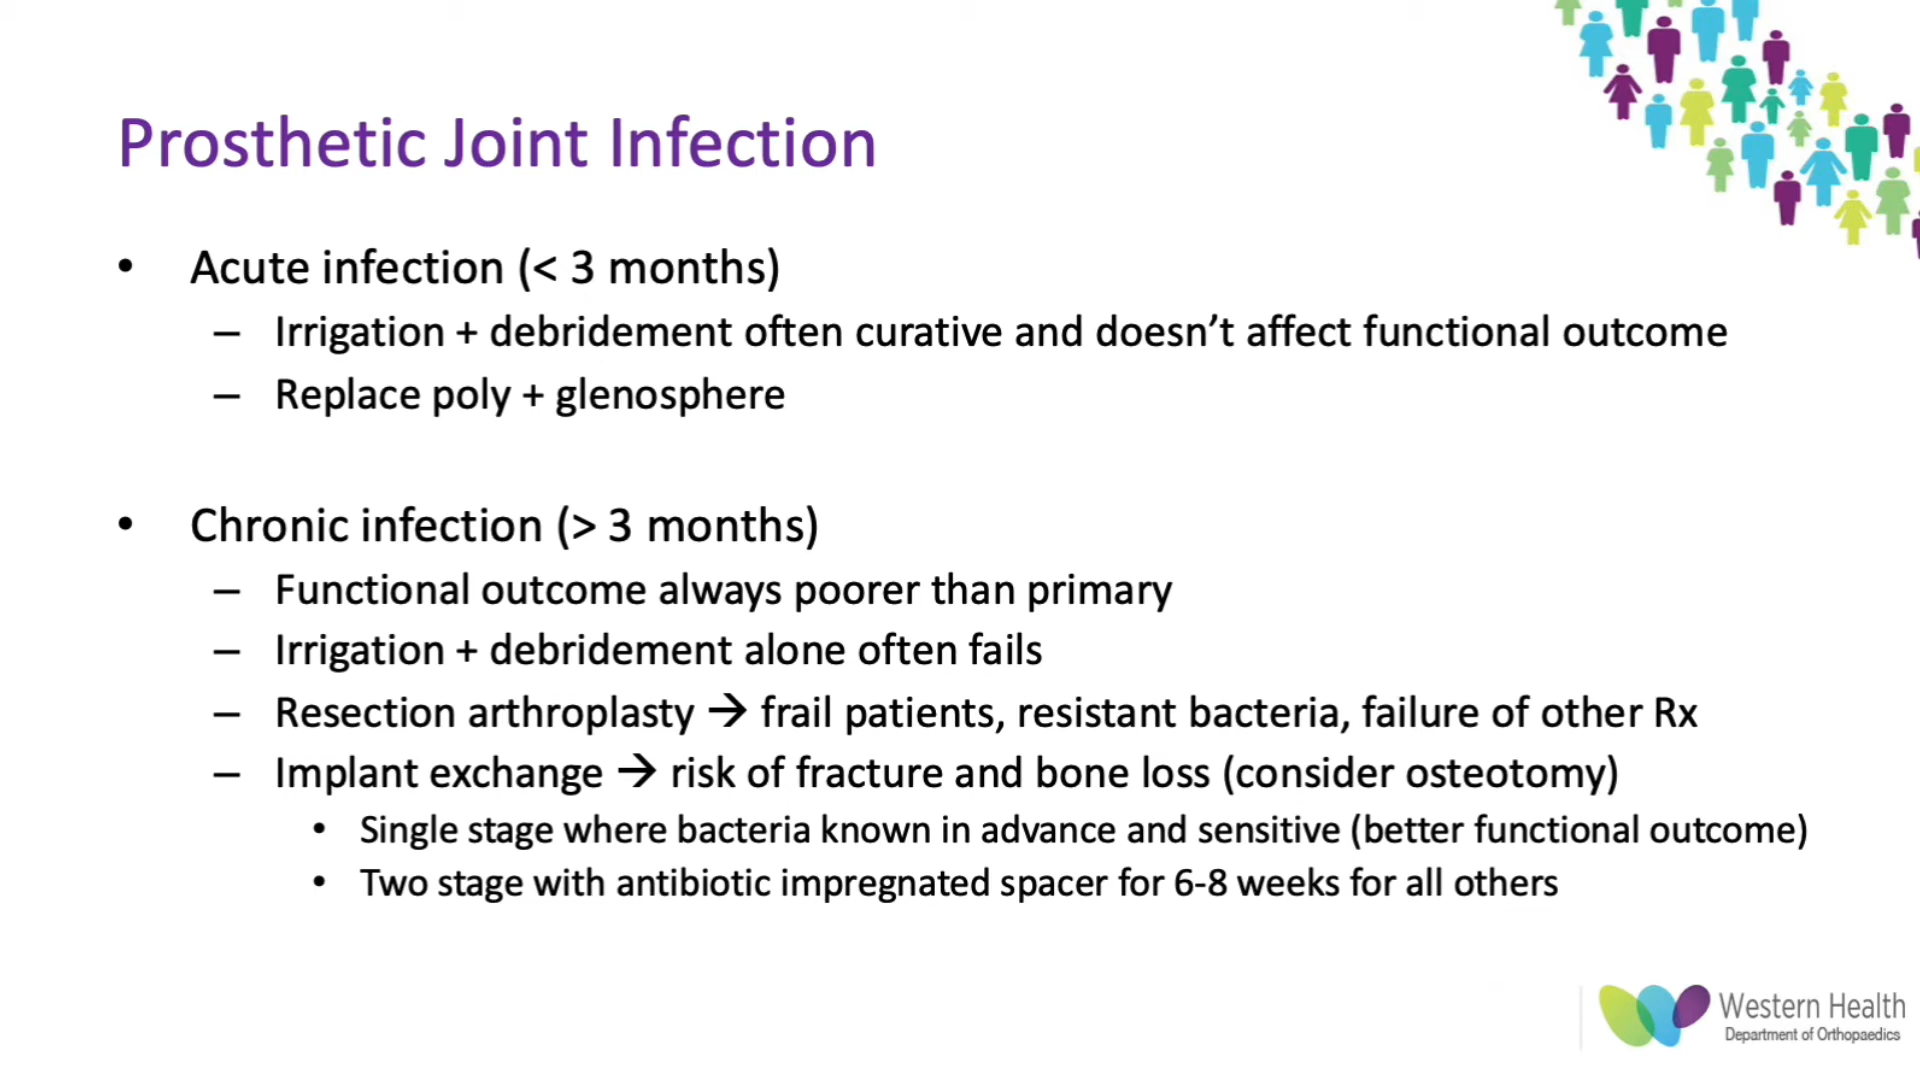 Prosthetic Joint Infection
• Acute infection (< 3 months)
– Irrigation + debridement often curative and doesn’t affect functional outcome
– Replace poly + glenosphere
• Chronic infection (> 3 months)
– Functional outcome always poorer than primary
– Irrigation + debridement alone often fails
– Resection arthroplasty → frail patients, resistant bacteria, failure of other Rx
– Implant exchange → risk of fracture and bone loss (consider osteotomy)
• Single stage where bacteria known in advance and sensitive (better functional outcome)
• Two stage with antibiotic impregnated spacer for 6-8 weeks for all others
Western Health
Department of Orthopaedics